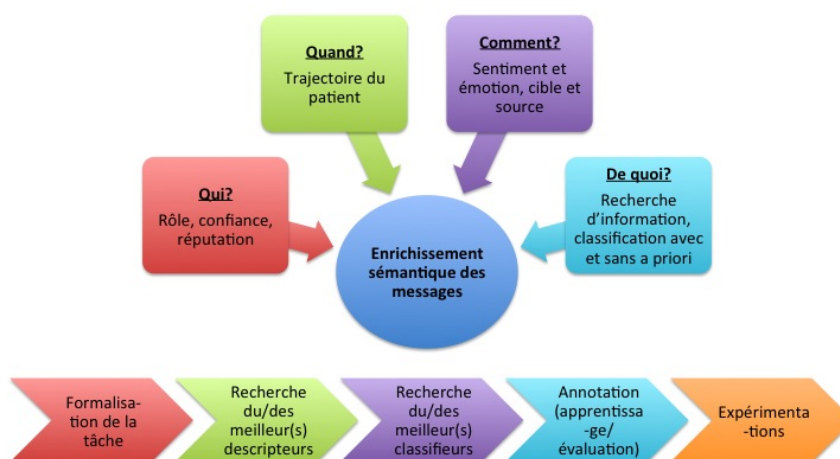 Quand?
Trajectoire du
patient
Comment?
Sentiment et
émotion, cible et
source
Qui?
Rôle, confiance,
réputation
De quoi?
Recherche
d'information,
classification avec
et sans a priori
Enrichissement
sémantique des
messages
Formalisa-
tion de la
tâche
Recherche
du/des
meilleur(s)
descripteurs
Recherche
du/des
meilleur(s)
classifieurs
Annotation
(apprentissa
-ge/
évaluation)
Expérimenta
-tions